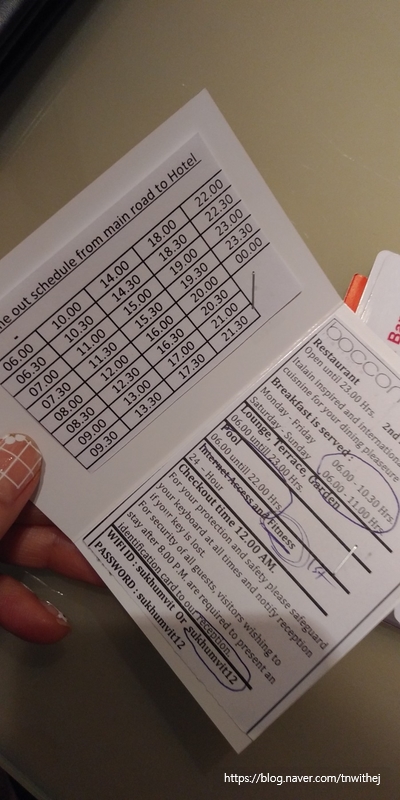 out schedule from main road to Hotel
06.00 10.00 14.00 18.00 22.00
06.30 10.30 14.30 18.30 22.30
07.00 11.00 15.00 19.00 23.00
07.30 11.30 15.30 19.30 23.30
08.00 12.00 16.00 20.00 00.00
08.30 12.30 16.30 20.30
09.00 13.00 17.00 21.00
09.30 13.30 17.30 21.30
Restaurant 2nd
Open until 23.00 Hrs.
Italain inspired and
cuisine for your dining pleasure
Breakfast is served:
Monday - Friday 06.00 - 10.30 Hrs.
Saturday - Sunday 06.00 - 11.00 Hrs.
Lounge, Terrace, Garden
06.00 until 23.00 Hrs.
Pool
06.00 until 22.00 Hrs.
Internet Access and Fitness
24 - Hour
Checkout time 12.00 AM.
For your protection and safety please safeguard
your keyboard at all times and notify reception
if your key is lost.
For security of all guests, visitors wishing to
stay after 8.00 P.M. are required to present an
identification card to our reception.
WIFI ID : sukhumvit Or sukhumvit12
PASSWORD : sukhumvit12
https://blog.naver.com/tnwithej